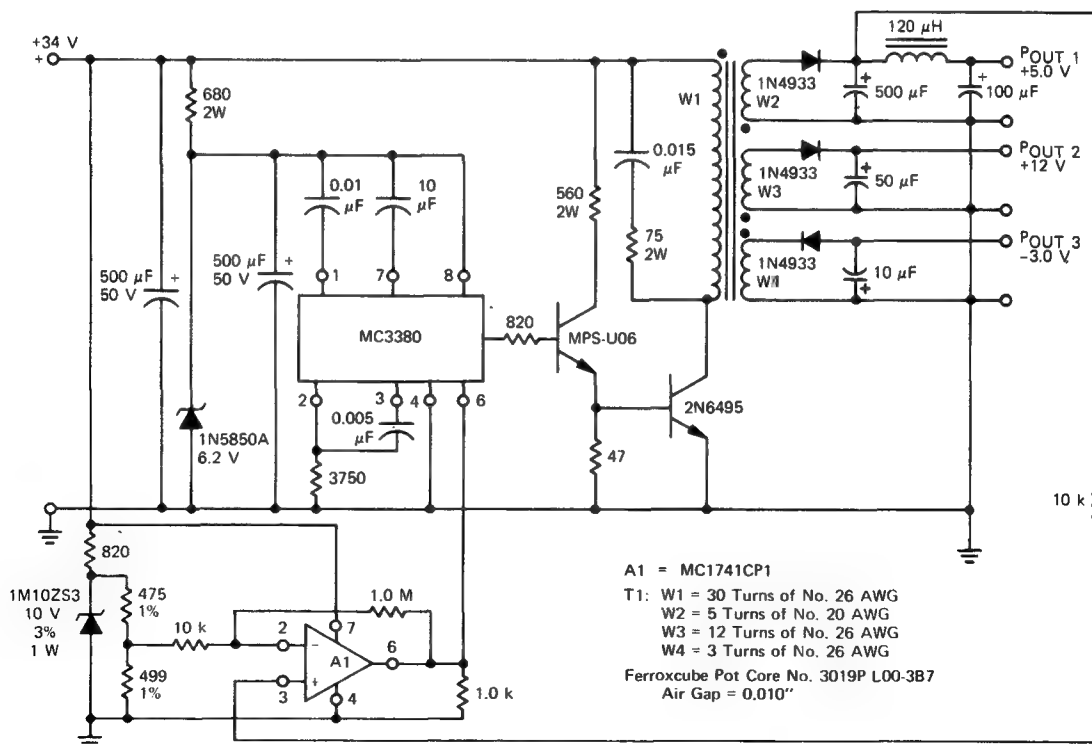 +34 V
+
680
2W
500 µF
50 V
+
500 µF
50 V
+
1N5850A
6.2 V
0.01
µF
10
µF
1
7
8
MC3380
2
3
4
6
0.005
µF
3750
820
MPS-U06
560
2W
47
2N6495
0.015
µF
75
2W
W1
1N4933
W2
120 µH
+
500 µF
+
100
µF
POUT 1
+5.0 V
1N4933
W3
+
50 µF
POUT 2
+12 V
1N4933
10 µF
+
POUT 3
-3.0 V
10 k
820
1M10ZS3
10 V
3%
1 W
475
1%
499
1%
10 k
1.0 M
2
-
7
A1
6
+
3
4
1.0 k
A1 = MC1741CP1
T1: W1 = 30 Turns of No. 26 AWG
W2 = 5 Turns of No. 20 AWG
W3 = 12 Turns of No. 26 AWG
W4 = 3 Turns of No. 26 AWG
Ferroxcube Pot Core No. 3019P L00-3B7
Air Gap = 0.010"